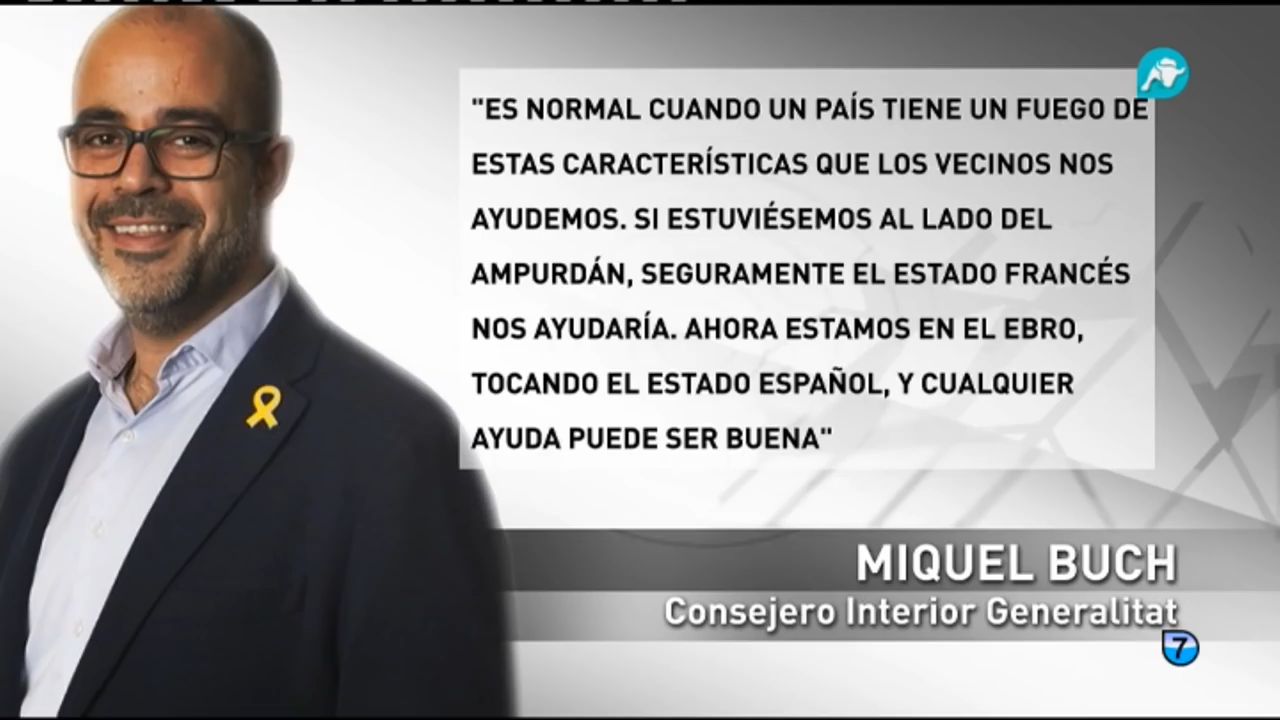 "ES NORMAL CUANDO UN PAÍS TIENE UN FUEGO DE
ESTAS CARACTERÍSTICAS QUE LOS VECINOS NOS
AYUDEMOS. SI ESTUVIÉSEMOS AL LADO DEL
AMPURDÁN, SEGURAMENTE EL ESTADO FRANCÉS
NOS AYUDARÍA. AHORA ESTAMOS EN EL EBRO,
TOCANDO EL ESTADO ESPAÑOL, Y CUALQUIER
AYUDA PUEDE SER BUENA"
MIQUEL BUCH
Consejero Interior Generalitat
7